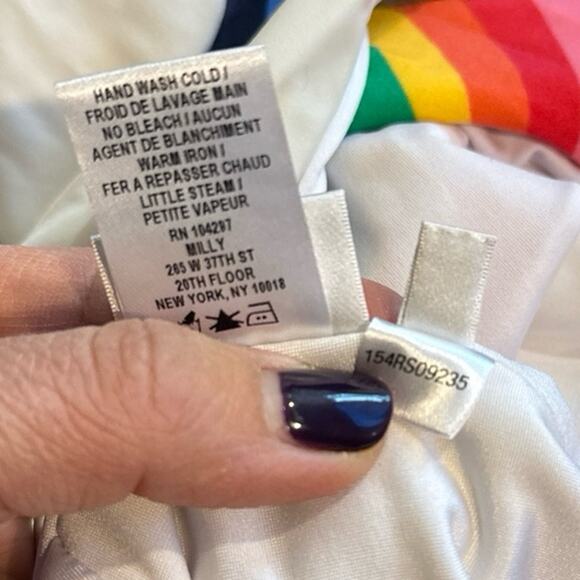 HAND WASH COLD /
FROID DE LAVAGE MAIN
NO BLEACH / AUCUN
AGENT DE BLANCHIMENT
WARM IRON /
FER A REPASSER CHAUD
LITTLE STEAM /
PETITE VAPEUR
RN 104297
MILLY
265 W 37TH ST
20TH FLOOR
NEW YORK, NY 10018
154RS09235